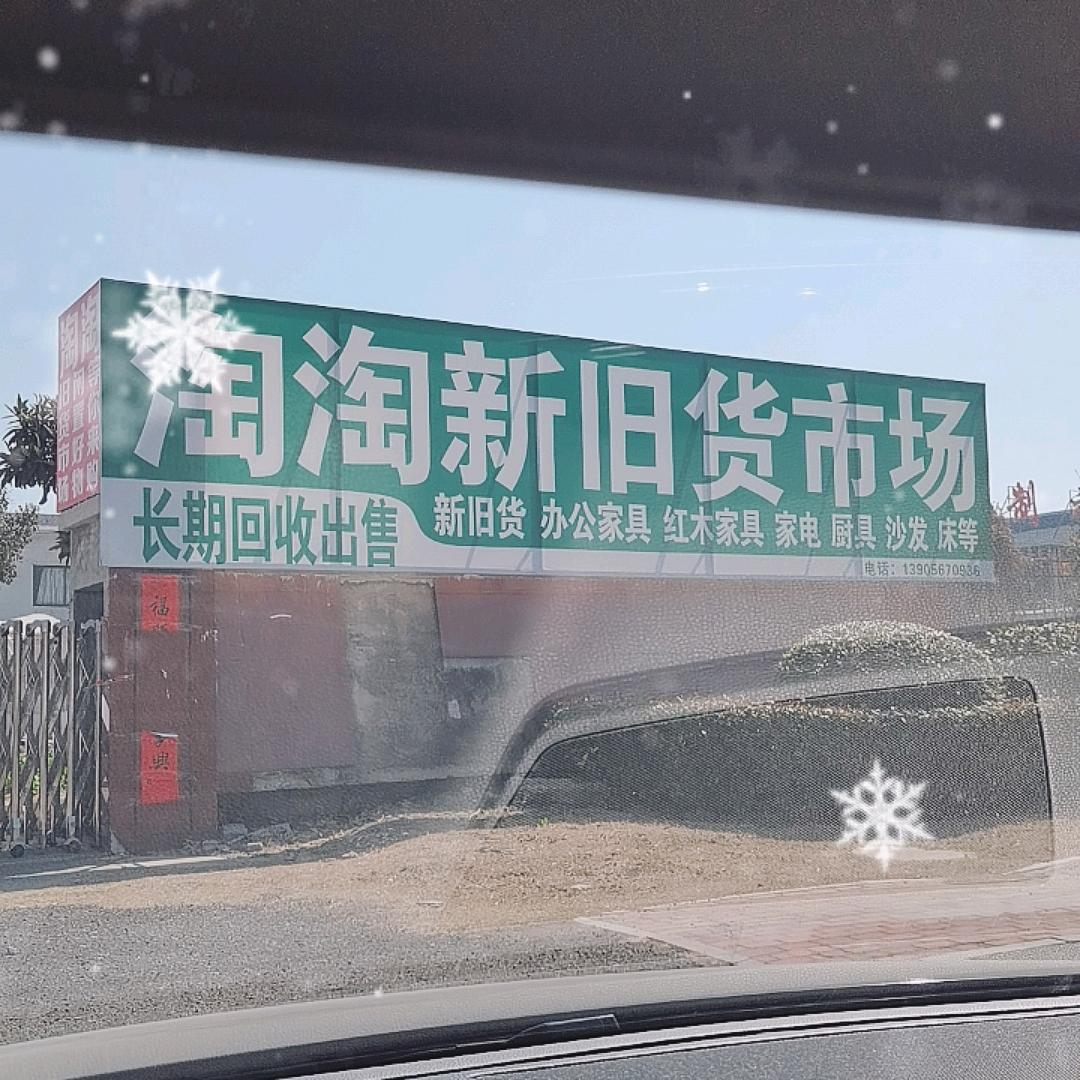 淘淘新旧货市场
长期回收出售
新旧货 办公家具 红木家具 家电 厨具 沙发 床等
电话：13905670936
福